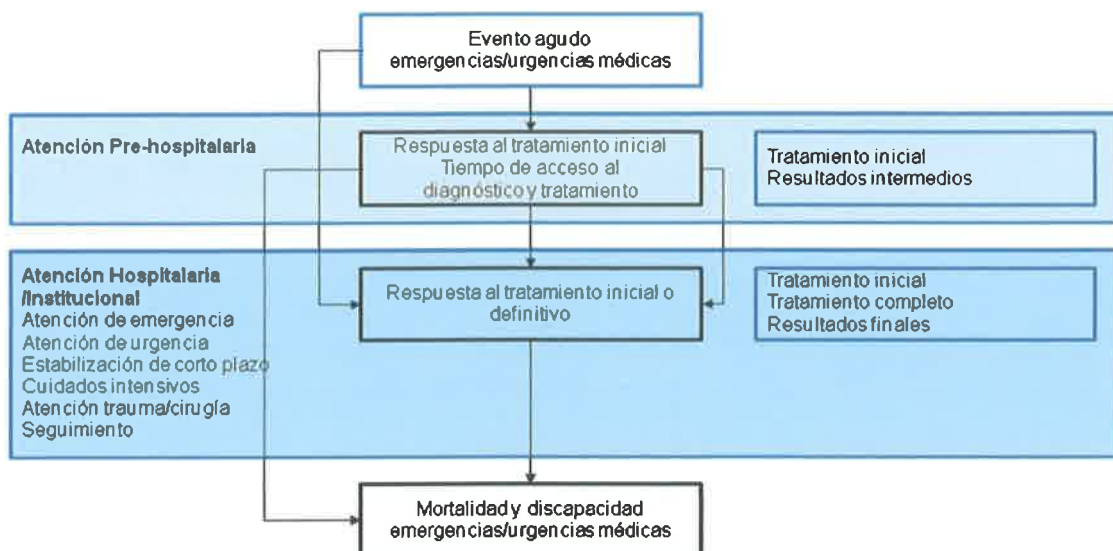 Evento agudo
emergencias/urgencias médicas
Atención Pre-hospitalaria
Respuesta al tratamiento inicial
Tiempo de acceso al
diagnóstico y tratamiento
Tratamiento inicial
Resultados intermedios
Atención Hospitalaria
/Institucional
Atención de emergencia
Atención de urgencia
Estabilización de corto plazo
Cuidados intensivos
Atención trauma/cirugía
Seguimiento
Respuesta al tratamiento inicial o
definitivo
Tratamiento inicial
Tratamiento completo
Resultados finales
Mortalidad y discapacidad
emergencias/urgencias médicas